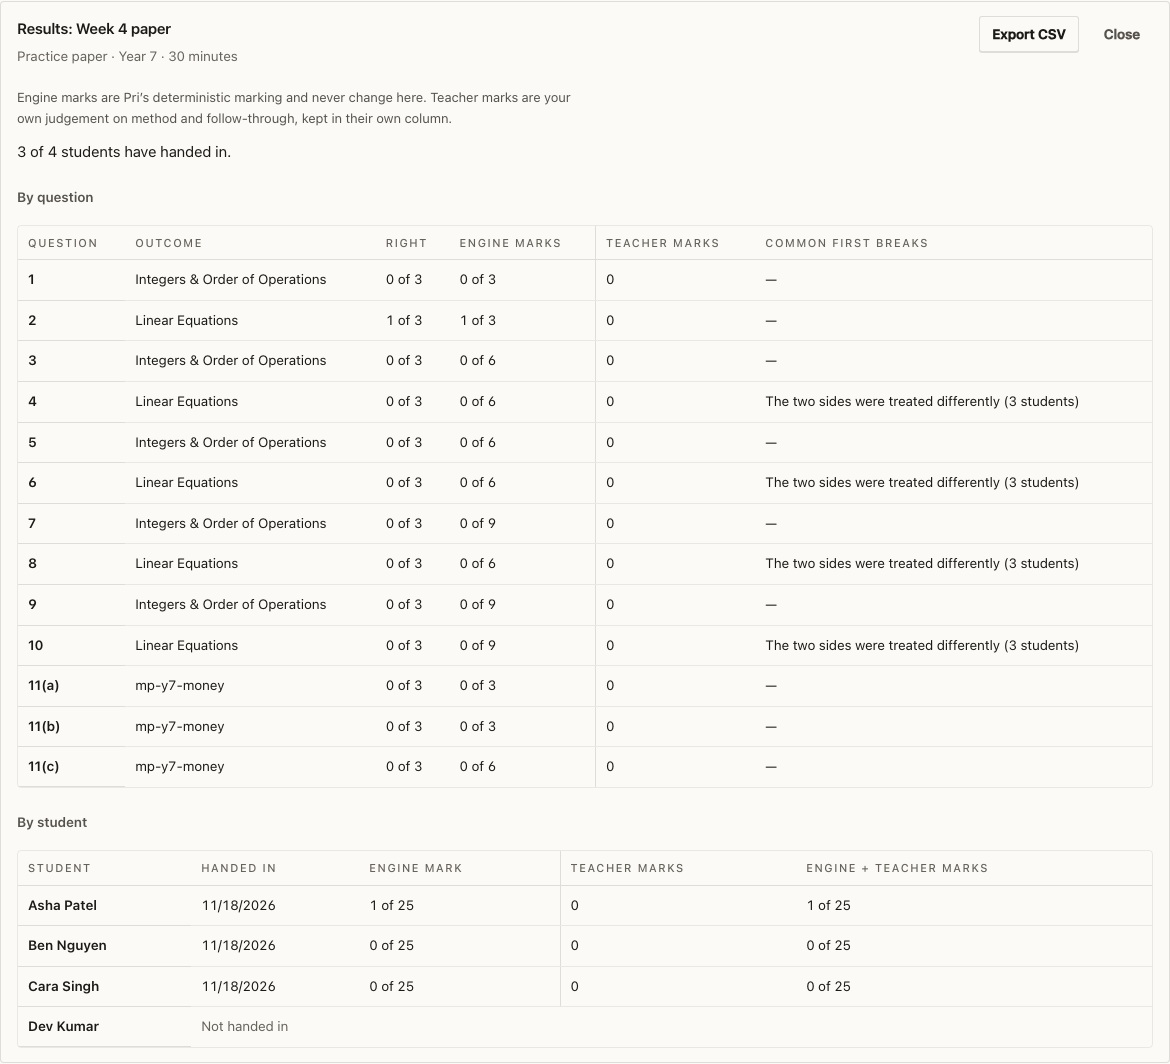 Results: Week 4 paper
Export CSV
Close
Practice paper · Year 7 · 30 minutes
Engine marks are Pri's deterministic marking and never change here. Teacher marks are your
own judgement on method and follow-through, kept in their own column.
3 of 4 students have handed in.
By question
QUESTION OUTCOME RIGHT ENGINE MARKS TEACHER MARKS COMMON FIRST BREAKS
1 Integers & Order of Operations 0 of 3 0 of 3 0 —
2 Linear Equations 1 of 3 1 of 3 0 —
3 Integers & Order of Operations 0 of 3 0 of 6 0 —
4 Linear Equations 0 of 3 0 of 6 0 The two sides were treated differently (3 students)
5 Integers & Order of Operations 0 of 3 0 of 6 0 —
6 Linear Equations 0 of 3 0 of 6 0 The two sides were treated differently (3 students)
7 Integers & Order of Operations 0 of 3 0 of 9 0 —
8 Linear Equations 0 of 3 0 of 6 0 The two sides were treated differently (3 students)
9 Integers & Order of Operations 0 of 3 0 of 9 0 —
10 Linear Equations 0 of 3 0 of 9 0 The two sides were treated differently (3 students)
11(a) mp-y7-money 0 of 3 0 of 3 0 —
11(b) mp-y7-money 0 of 3 0 of 3 0 —
11(c) mp-y7-money 0 of 3 0 of 6 0 —
By student
STUDENT HANDED IN ENGINE MARK TEACHER MARKS ENGINE + TEACHER MARKS
Asha Patel 11/18/2026 1 of 25 0 1 of 25
Ben Nguyen 11/18/2026 0 of 25 0 0 of 25
Cara Singh 11/18/2026 0 of 25 0 0 of 25
Dev Kumar Not handed in